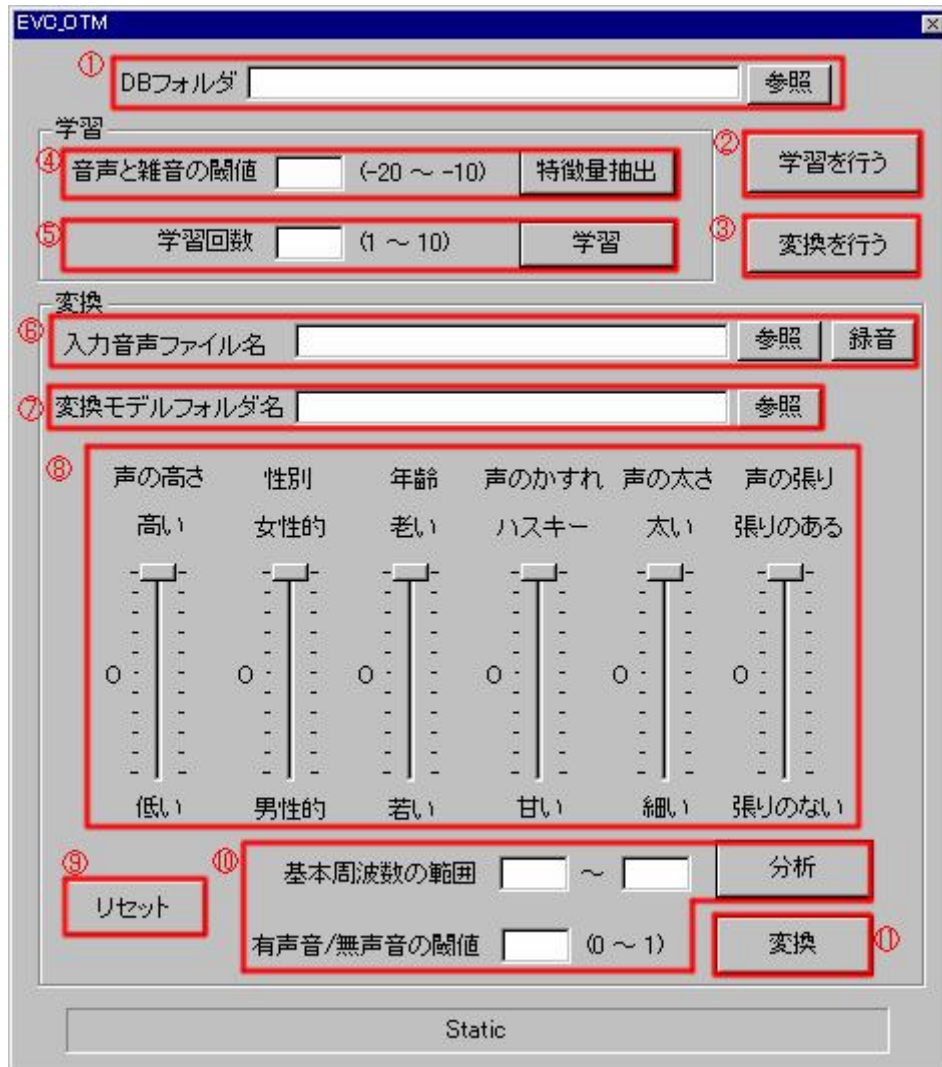 EVC_OTM
①
DBフォルダ 参照
学習
④ 音声と雑音の閾値 (-20 ～ -10) 特徴量抽出
② 学習を行う
⑤ 学習回数 (1 ～ 10) 学習
③ 変換を行う
変換
⑥ 入力音声ファイル名 参照 録音
⑦ 変換モデルフォルダ名 参照
⑧
声の高さ 性別 年齢 声のかすれ 声の太さ 声の張り
高い 女性的 老い ハスキー 太い 張りのある
0 0 0 0 0 0
低い 男性的 若い 甘い 細い 張りのない
⑨ リセット
⑩ 基本周波数の範囲 ～ 分析
有声音/無声音の閾値 (0 ～ 1)
変換 ⑪
Static